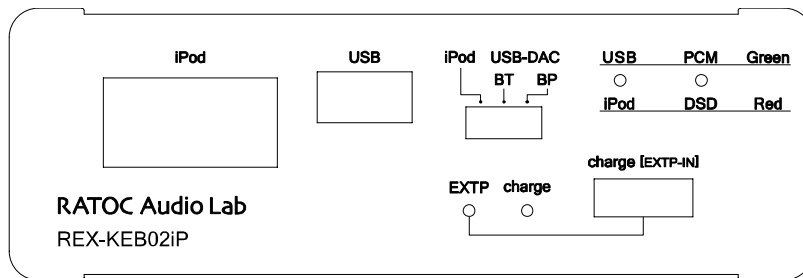 iPod
USB
iPod USB-DAC
BT BP
USB PCM Green
iPod DSD Red
charge [EXTP-IN]
EXTP charge
RATOC Audio Lab
REX-KEB02iP